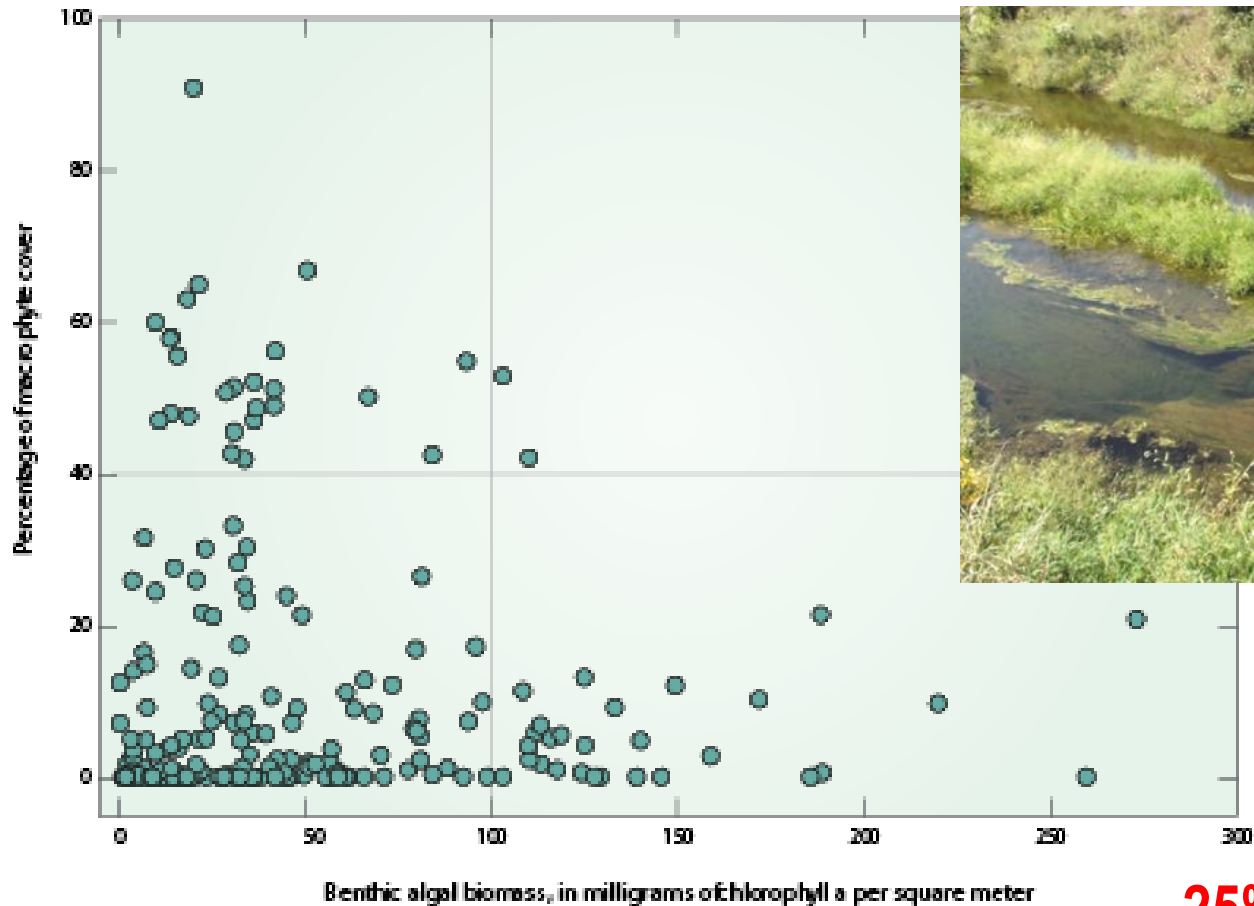 100
80
60
40
20
0
Percentage of macrophyte cover
0 50 100 150 200 250 300
Benthic algal biomass, in milligrams of chlorophyll a per square meter